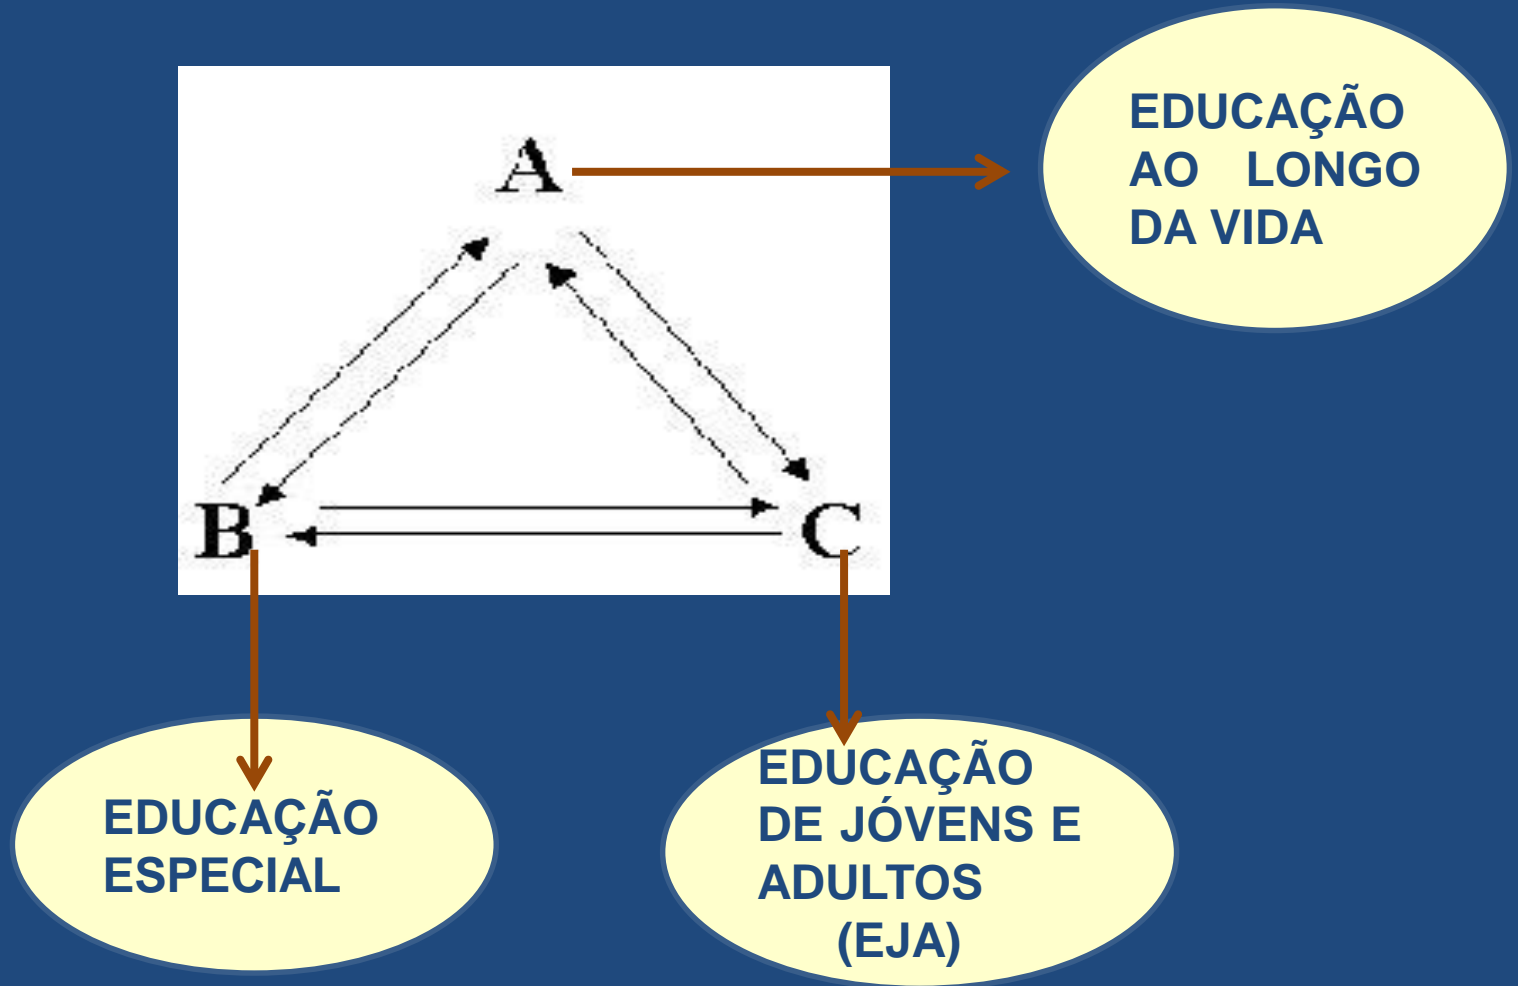 A
EDUCAÇÃO
AO LONGO
DA VIDA
B
C
EDUCAÇÃO
ESPECIAL
EDUCAÇÃO
DE JÓVENS E
ADULTOS
(EJA)